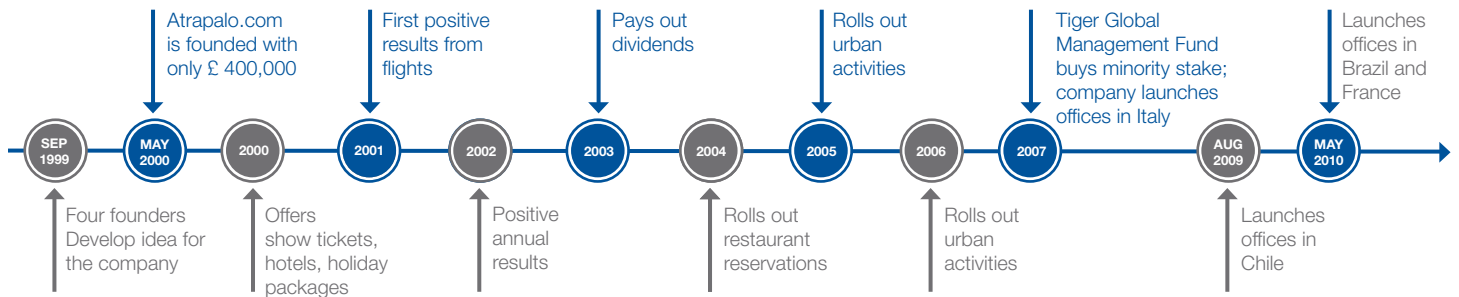 Atrapalo.com
is founded with
only £ 400,000
First positive
results from
flights
Pays out
dividends
Rolls out
urban
activities
Tiger Global
Management Fund
buys minority stake;
company launches
offices in Italy
Launches
offices in
Brazil and
France
SEP
1999
MAY
2000
2000
2001
2002
2003
2004
2005
2006
2007
AUG
2009
MAY
2010
Four founders
Develop idea for
the company
Offers
show tickets,
hotels, holiday
packages
Positive
annual
results
Rolls out
restaurant
reservations
Rolls out
urban
activities
Launches
offices in
Chile